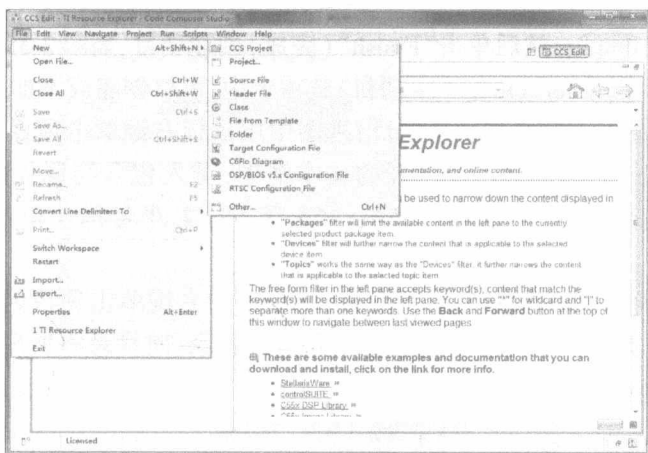 CCS Edit - TI Resource Explorer - Code Composer Studio
File Edit View Navigate Project Run Scripts Window Help
New Alt+Shift+N
Open File...
Close Ctrl+W
Close All Ctrl+Shift+W
Save Ctrl+S
Save As...
Save All Ctrl+Shift+S
Revert
Move...
Rename... F2
Refresh F5
Convert Line Delimiters To
Print... Ctrl+P
Switch Workspace
Restart
Import...
Export...
Properties Alt+Enter
1 TI Resource Explorer
Exit
CCS Project
Project...
Source File
Header File
Class
File from Template
Folder
Target Configuration File
C6Flo Diagram
DSP/BIOS v5.x Configuration File
RTSC Configuration File
Other... Ctrl+N
CCS Edit
Explorer
mentation, and online content.
be used to narrow down the content displayed in
"Packages" filter will limit the available content in the left pane to the currently
selected product package item.
"Devices" filter will further narrow the content that is applicable to the selected
device item.
"Topics" works the same way as the "Devices" filter, it further narrows the content
that is applicable to the selected topic item
The free form filter in the left pane accepts keyword(s), content that match the
keyword(s) will be displayed in the left pane. You can use "*" for wildcard and "|" to
separate more than one keywords. Use the Back and Forward button at the top of
this window to navigate between last viewed pages.
These are some available examples and documentation that you can
download and install, click on the link for more info.
StellarisWare »
controlSUITE »
C55x DSP Library »
C55x Image Library »
Licensed